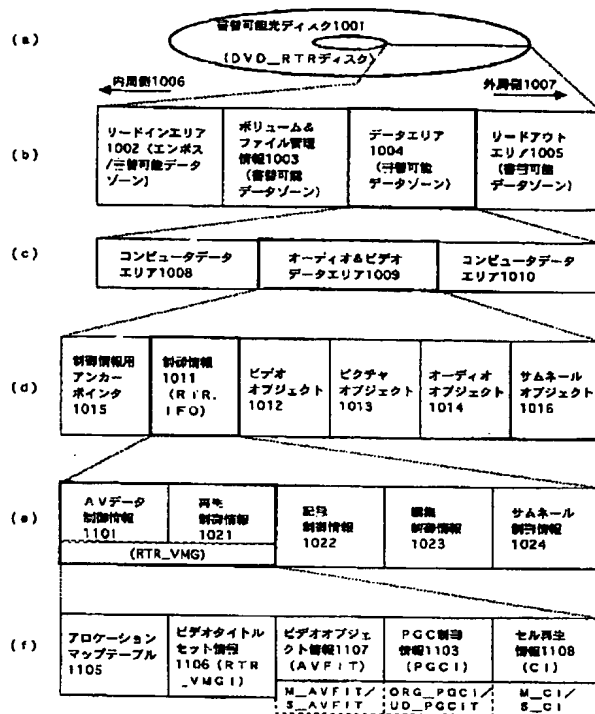 (a)
書替可能光ディスク1001
(DVD_RTRディスク)
内周側1006
外周側1007
(b)
リードインエリア
1002(エンボス
/書替可能データ
ゾーン)
ボリューム&
ファイル管理
情報1003
(書替可能
データゾーン)
データエリア
1004
(書替可能
データゾーン)
リードアウト
エリア1005
(書替可能
データゾーン)
(c)
コンピュータデータ
エリア1008
オーディオ&ビデオ
データエリア1009
コンピュータデータ
エリア1010
(d)
制御情報用
アンカー
ポインタ
1015
制御情報
1011
(RTR.
IFO)
ビデオ
オブジェクト
1012
ピクチャ
オブジェクト
1013
オーディオ
オブジェクト
1014
サムネール
オブジェクト
1016
(e)
AVデータ
制御情報
1101
再生
制御情報
1021
(RTR_VMG)
記録
制御情報
1022
編集
制御情報
1023
サムネール
制御情報
1024
(f)
アロケーション
マップテーブル
1105
ビデオタイトル
セット情報
1106(RTR
_VMGI)
ビデオオブジェ
クト情報1107
(AVFIT)
M_AVFIT/
S_AVFIT
PGC制御
情報1103
(PGCI)
ORG_PGCI/
UD_PGCIT
セル再生
情報1108
(CI)
M_CI/
S_CI